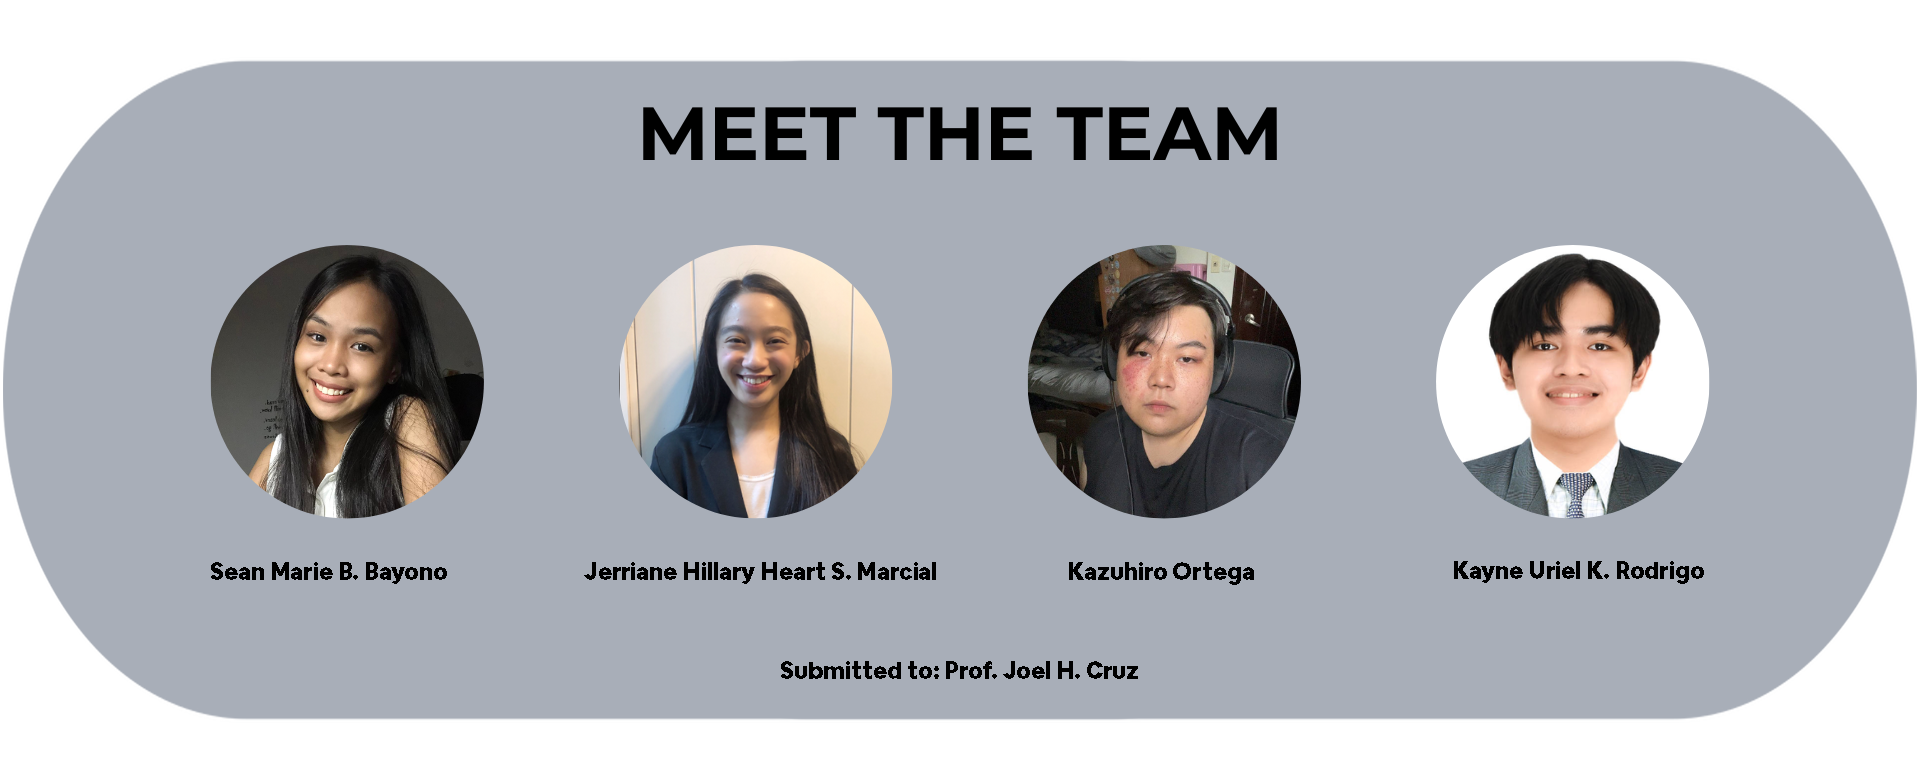 MEET THE TEAM
Sean Marie B. Bayono
Jerriane Hillary Heart S. Marcial
Kazuhiro Ortega
Kayne Uriel K. Rodrigo
Submitted to: Prof. Joel H. Cruz